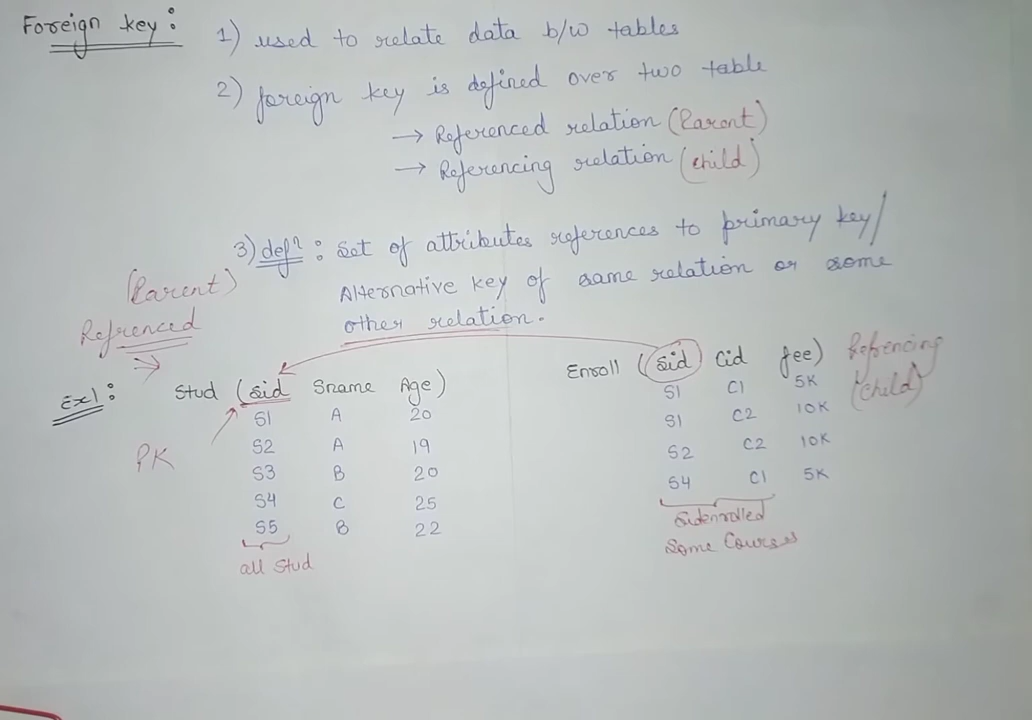 Foreign key :
1) used to relate data b/w tables
2) foreign key is defined over two table
→ Referenced relation (Parent)
→ Referencing relation (child)
3) defn : Set of attributes references to primary key/
Alternative key of same relation or some
other relation.
(Parent)
Refrenced
Ex1 :
Stud (Sid Sname Age)
S1 A 20
S2 A 19
S3 B 20
S4 C 25
S5 B 22
PK
all Stud
Enroll (Sid Cid fee)
S1 C1 5K
S1 C2 10K
S2 C2 10K
S4 C1 5K
Refrencing
(child)
Sid enrolled
Some Courses